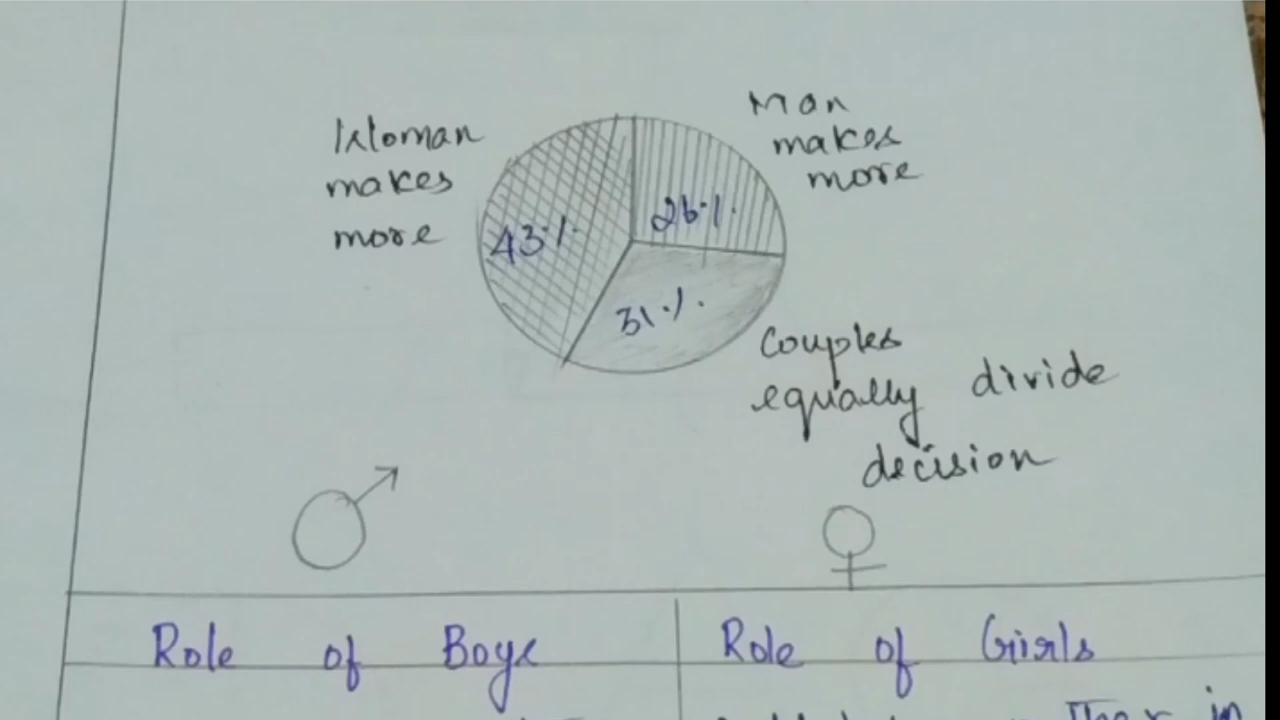 Woman
makes
more
43%
Man
makes
more
26%
31%
Couples
equally divide
decision
Role of Boys
Role of Girls
in